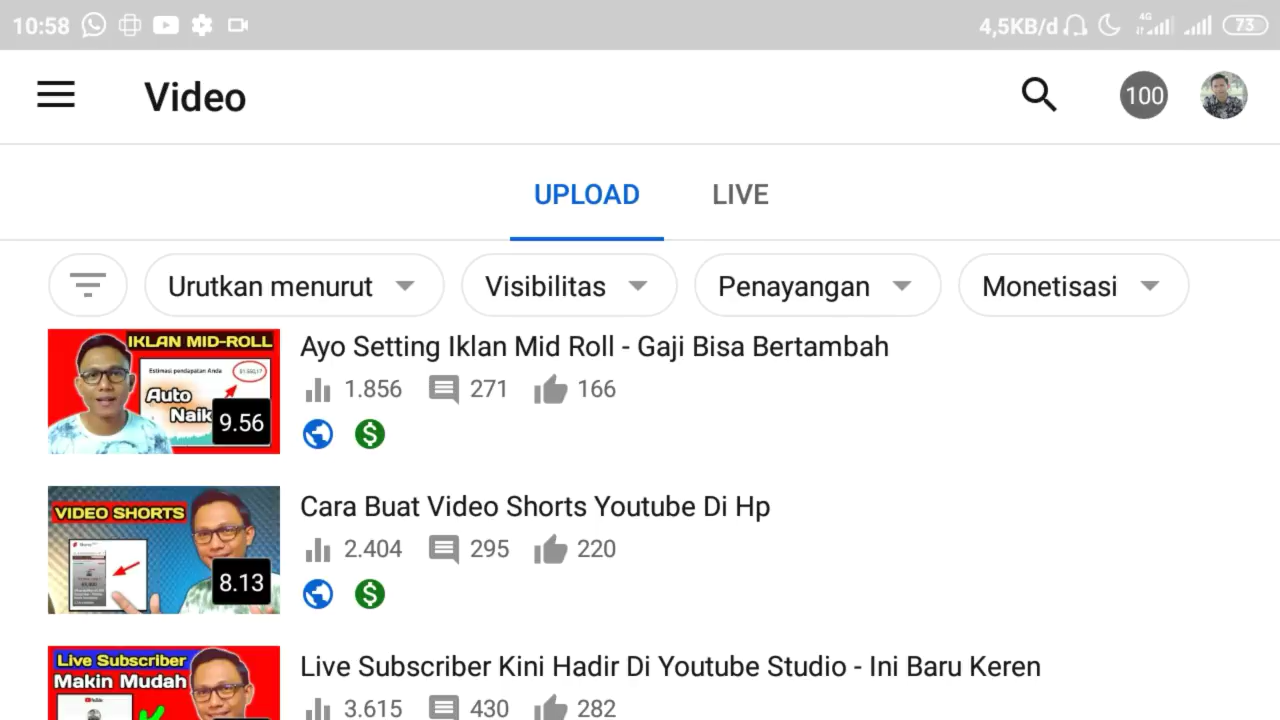 10:58 4,5KB/d 4G 73
Video 100
UPLOAD LIVE
Urutkan menurut Visibilitas Penayangan Monetisasi
IKLAN MID-ROLL
Estimasi pendapatan Anda
Auto
Naik
9.56
Ayo Setting Iklan Mid Roll - Gaji Bisa Bertambah
1.856 271 166
VIDEO SHORTS
8.13
Cara Buat Video Shorts Youtube Di Hp
2.404 295 220
Live Subscriber
Makin Mudah
YouTube
Live Subscriber Kini Hadir Di Youtube Studio - Ini Baru Keren
3.615 430 282